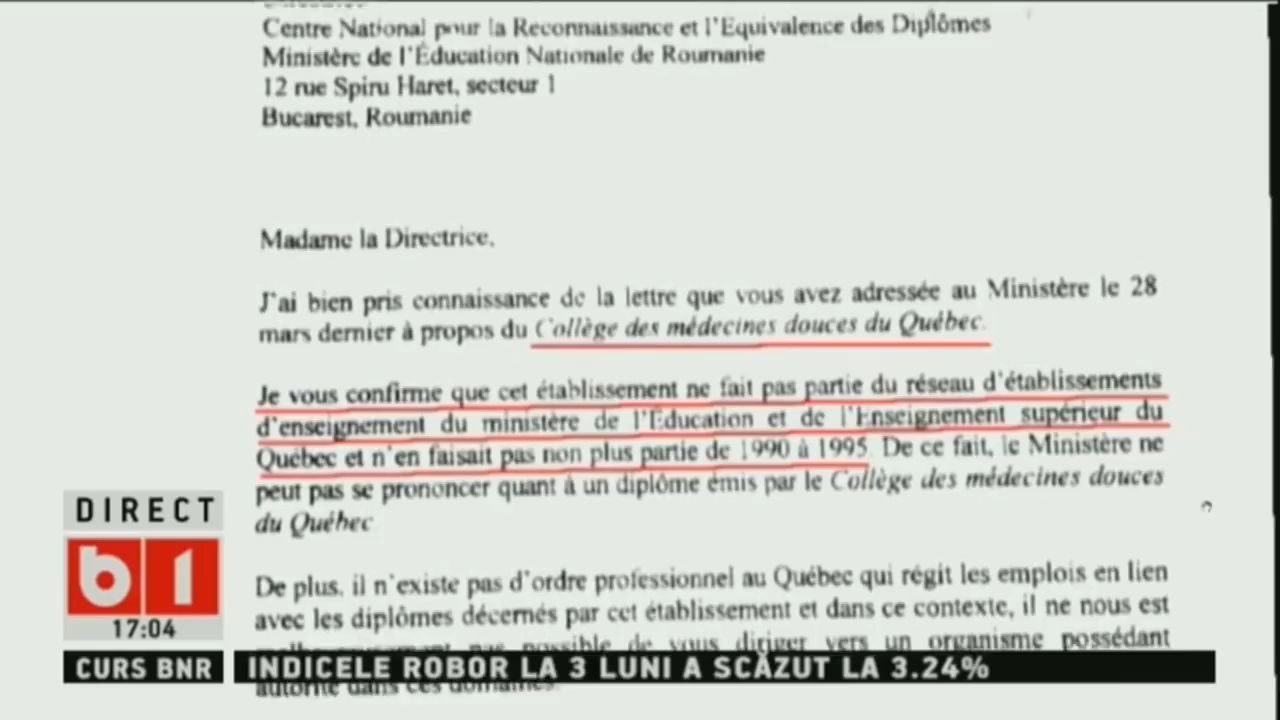 Centre National pour la Reconnaissance et l'Equivalence des Diplômes
Ministère de l'Éducation Nationale de Roumanie
12 rue Spiru Haret, secteur 1
Bucarest, Roumanie
Madame la Directrice,
J'ai bien pris connaissance de la lettre que vous avez adressée au Ministère le 28
mars dernier à propos du Collège des médecines douces du Québec.
Je vous confirme que cet établissement ne fait pas partie du réseau d'établissements
d'enseignement du ministère de l'Éducation et de l'Enseignement supérieur du
Québec et n'en faisait pas non plus partie de 1990 à 1995. De ce fait, le Ministère ne
peut pas se prononcer quant à un diplôme émis par le Collège des médecines douces
du Québec
De plus, il n'existe pas d'ordre professionnel au Québec qui régit les emplois en lien
avec les diplômes décernés par cet établissement et dans ce contexte, il ne nous est
pas possible de vous diriger vers un organisme possédant
autorité dans ces domaines.
DIRECT
b1
17:04
CURS BNR
INDICELE ROBOR LA 3 LUNI A SCĂZUT LA 3.24%